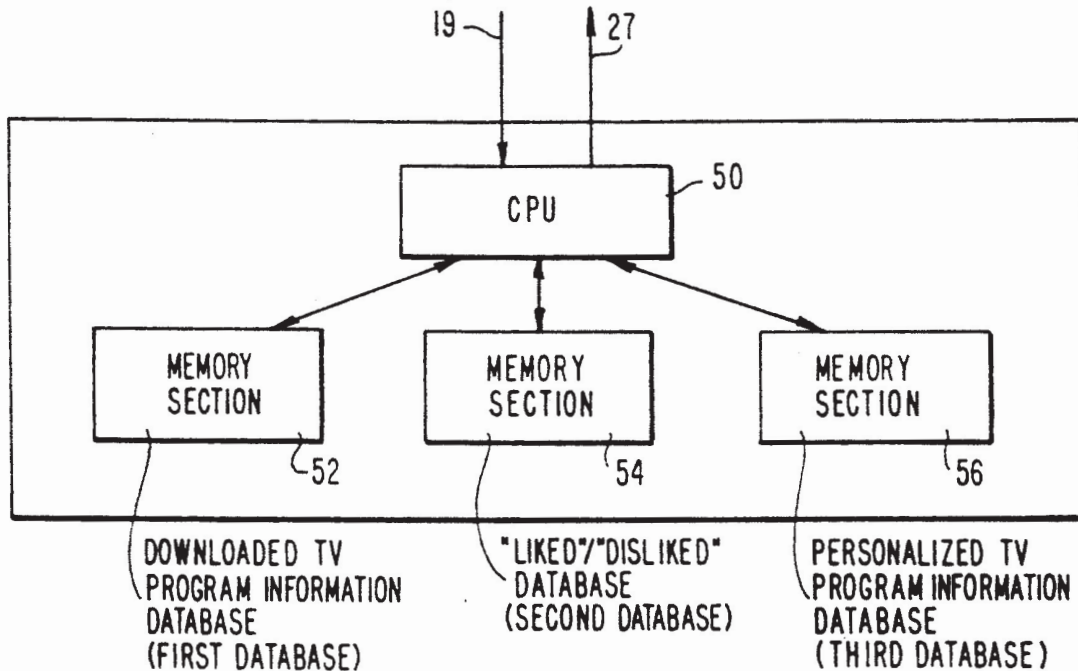 19
27
CPU
50
MEMORY
SECTION
52
MEMORY
SECTION
54
MEMORY
SECTION
56
DOWNLOADED TV
PROGRAM INFORMATION
DATABASE
(FIRST DATABASE)
"LIKED"/"DISLIKED"
DATABASE
(SECOND DATABASE)
PERSONALIZED TV
PROGRAM INFORMATION
DATABASE
(THIRD DATABASE)